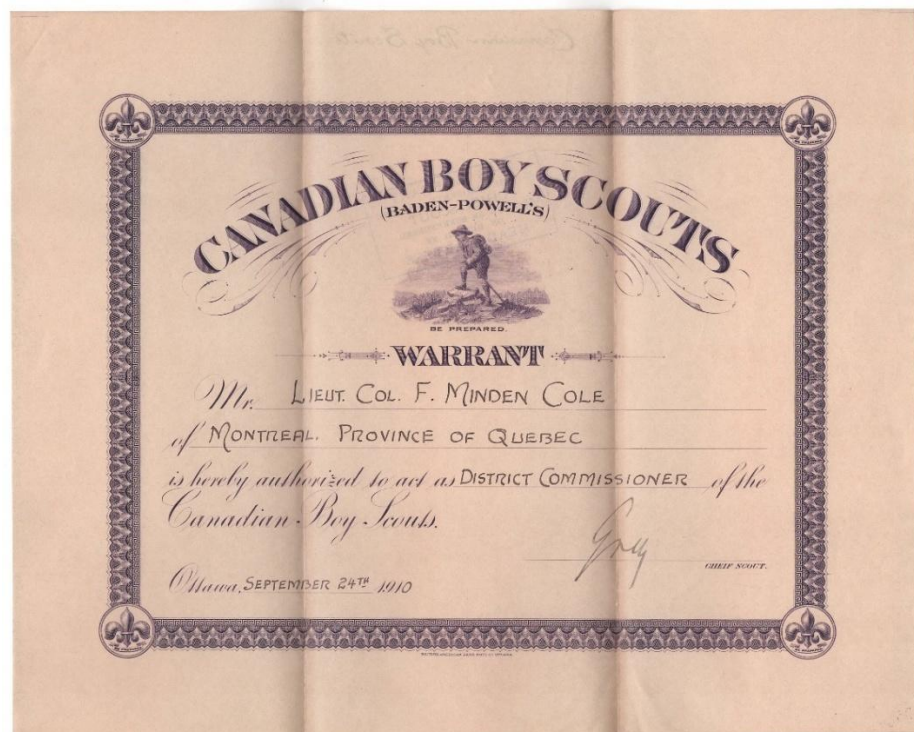 CANADIAN BOY SCOUTS
(BADEN-POWELL'S)
BE PREPARED.
WARRANT
Mr. LIEUT. COL. F. MINDEN COLE
of MONTREAL. PROVINCE OF QUEBEC
is hereby authorized to act as DISTRICT COMMISSIONER of the
Canadian Boy Scouts.
Grey
CHEIF SCOUT.
Ottawa, SEPTEMBER 24TH 1910